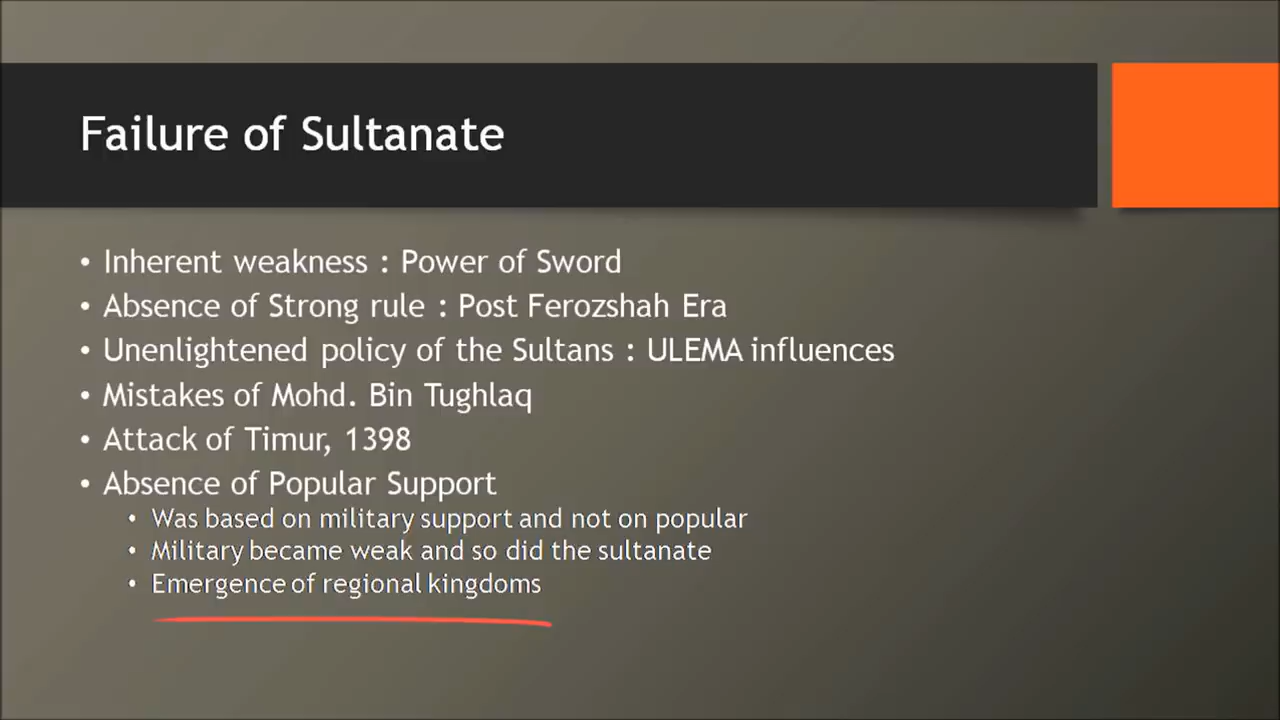 Failure of Sultanate
• Inherent weakness : Power of Sword
• Absence of Strong rule : Post Ferozshah Era
• Unenlightened policy of the Sultans : ULEMA influences
• Mistakes of Mohd. Bin Tughlaq
• Attack of Timur, 1398
• Absence of Popular Support
• Was based on military support and not on popular
• Military became weak and so did the sultanate
• Emergence of regional kingdoms